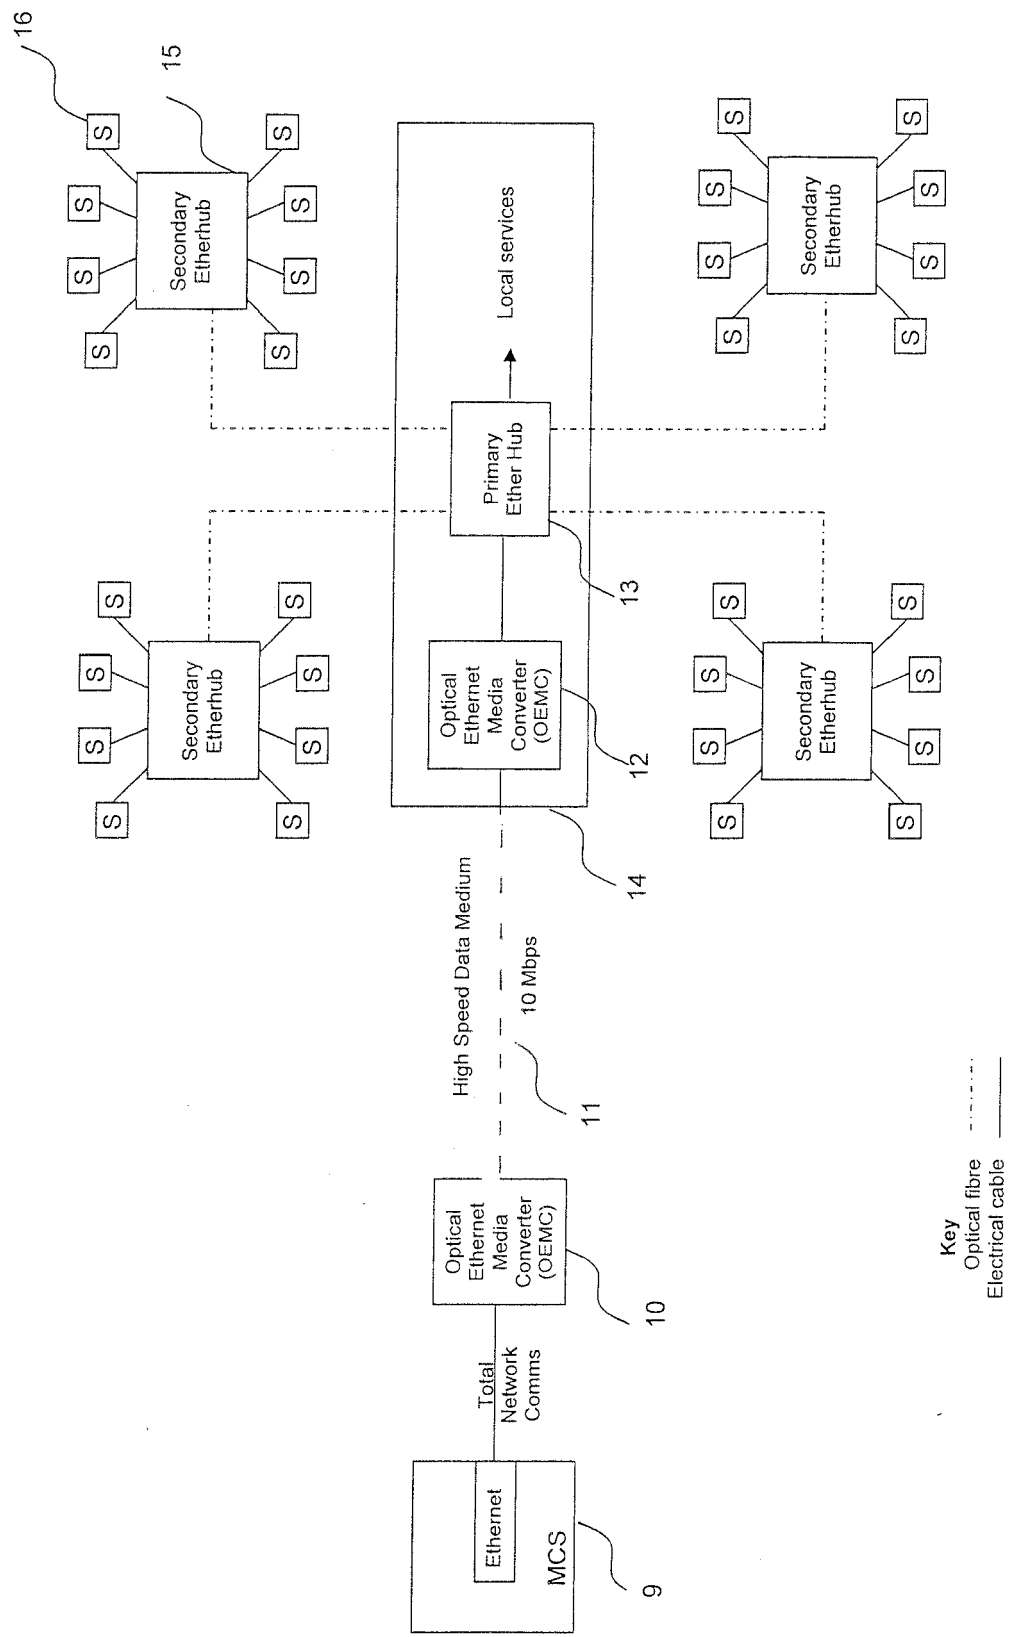 16
15
S
S
S
S
Secondary
Etherhub
S
S
S
S
S
S
S
S
Secondary
Etherhub
S
S
S
S
Local services
Primary
Ether Hub
13
Optical
Ethernet
Media
Converter
(OEMC)
12
14
S
S
S
S
Secondary
Etherhub
S
S
S
S
S
S
S
S
Secondary
Etherhub
S
S
S
S
High Speed Data Medium
10 Mbps
11
Optical
Ethernet
Media
Converter
(OEMC)
10
Total
Network
Comms
Ethernet
MCS
9
Key
Optical fibre
Electrical cable